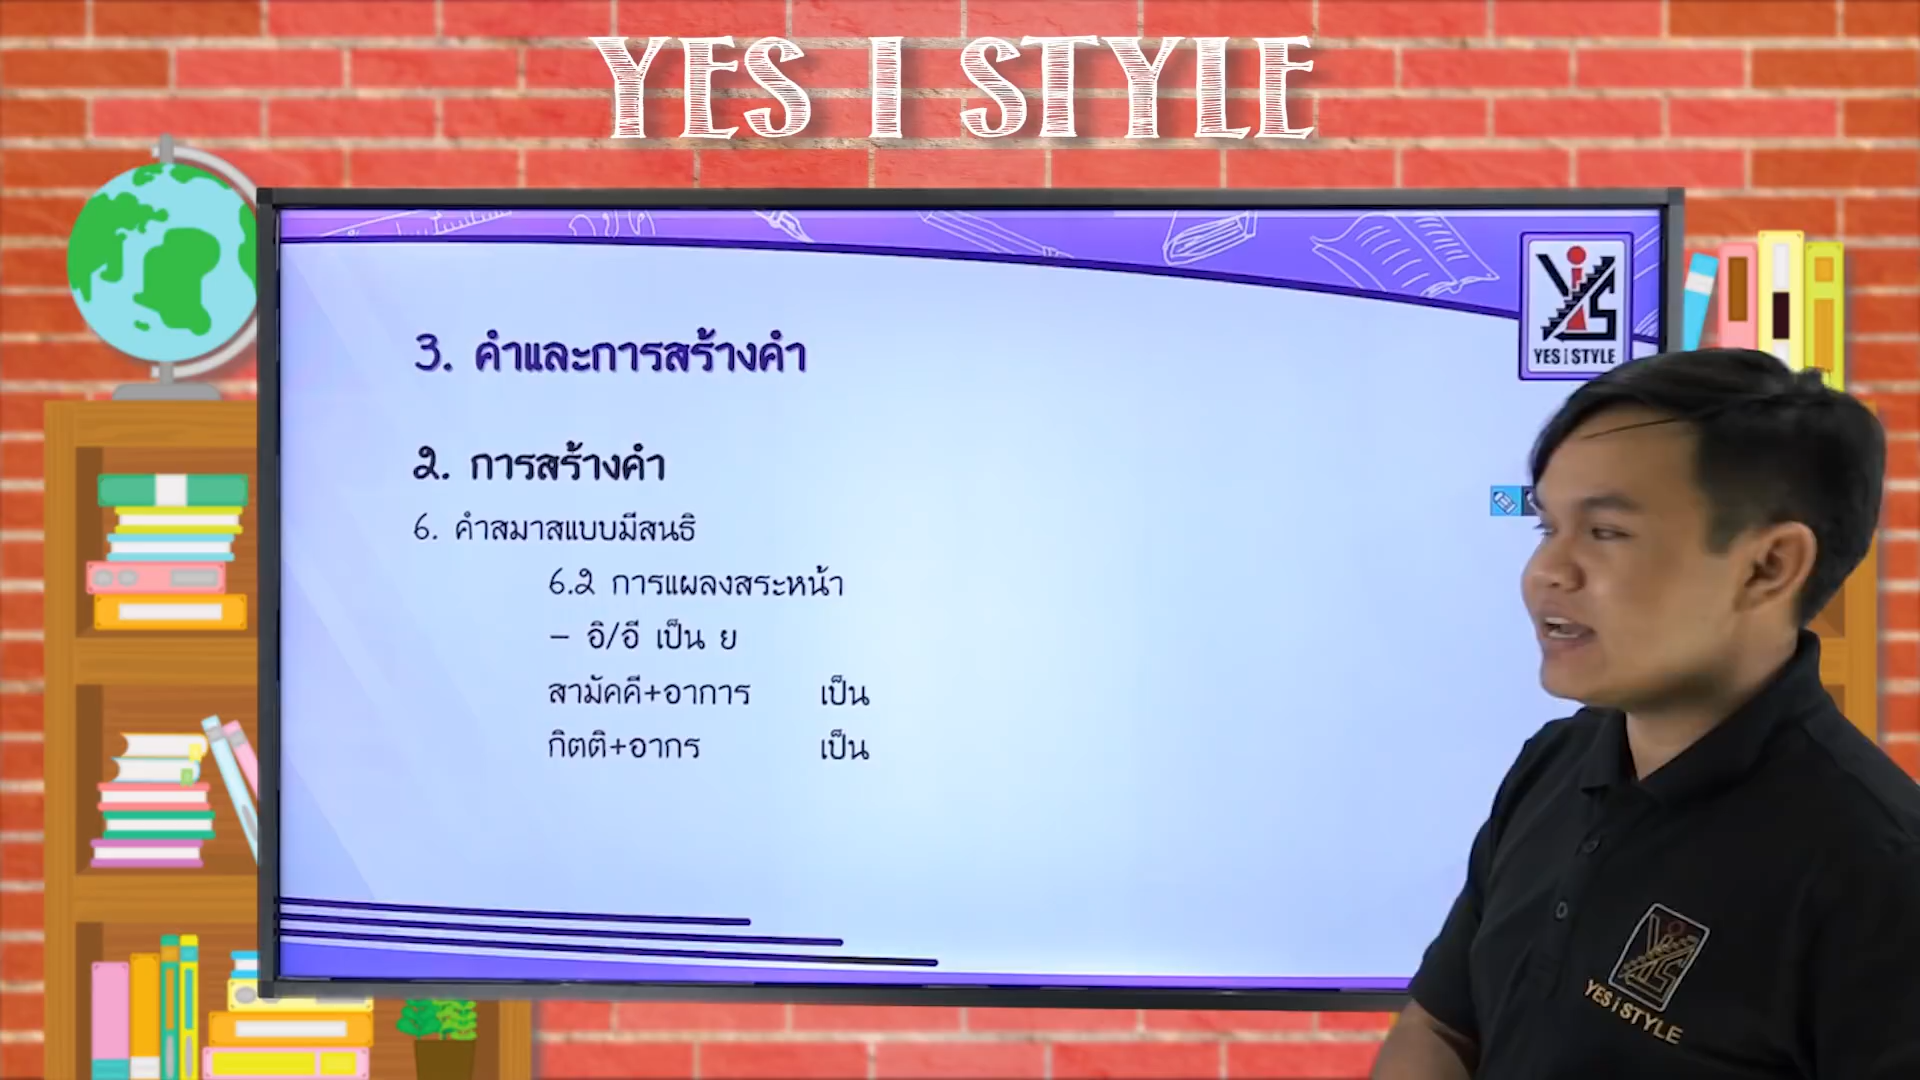 YES I STYLE
YES I STYLE
3. คำและการสร้างคำ
2. การสร้างคำ
6. คำสมาสแบบมีสนธิ
6.2 การแผลงสระหน้า
– อิ/อี เป็น ย
สามัคคี+อาการ เป็น
กิตติ+อากร เป็น
YES i STYLE